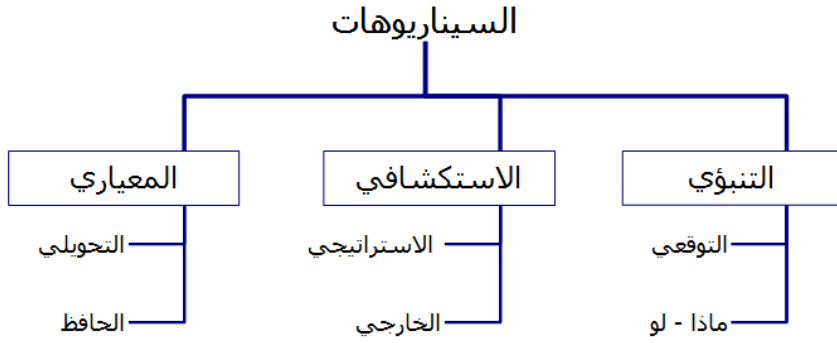 السيناريوهات
التنبؤي
الاستكشافي
المعياري
التوقعي
الاستراتيجي
التحويلي
ماذا - لو
الخارجي
الحافظ